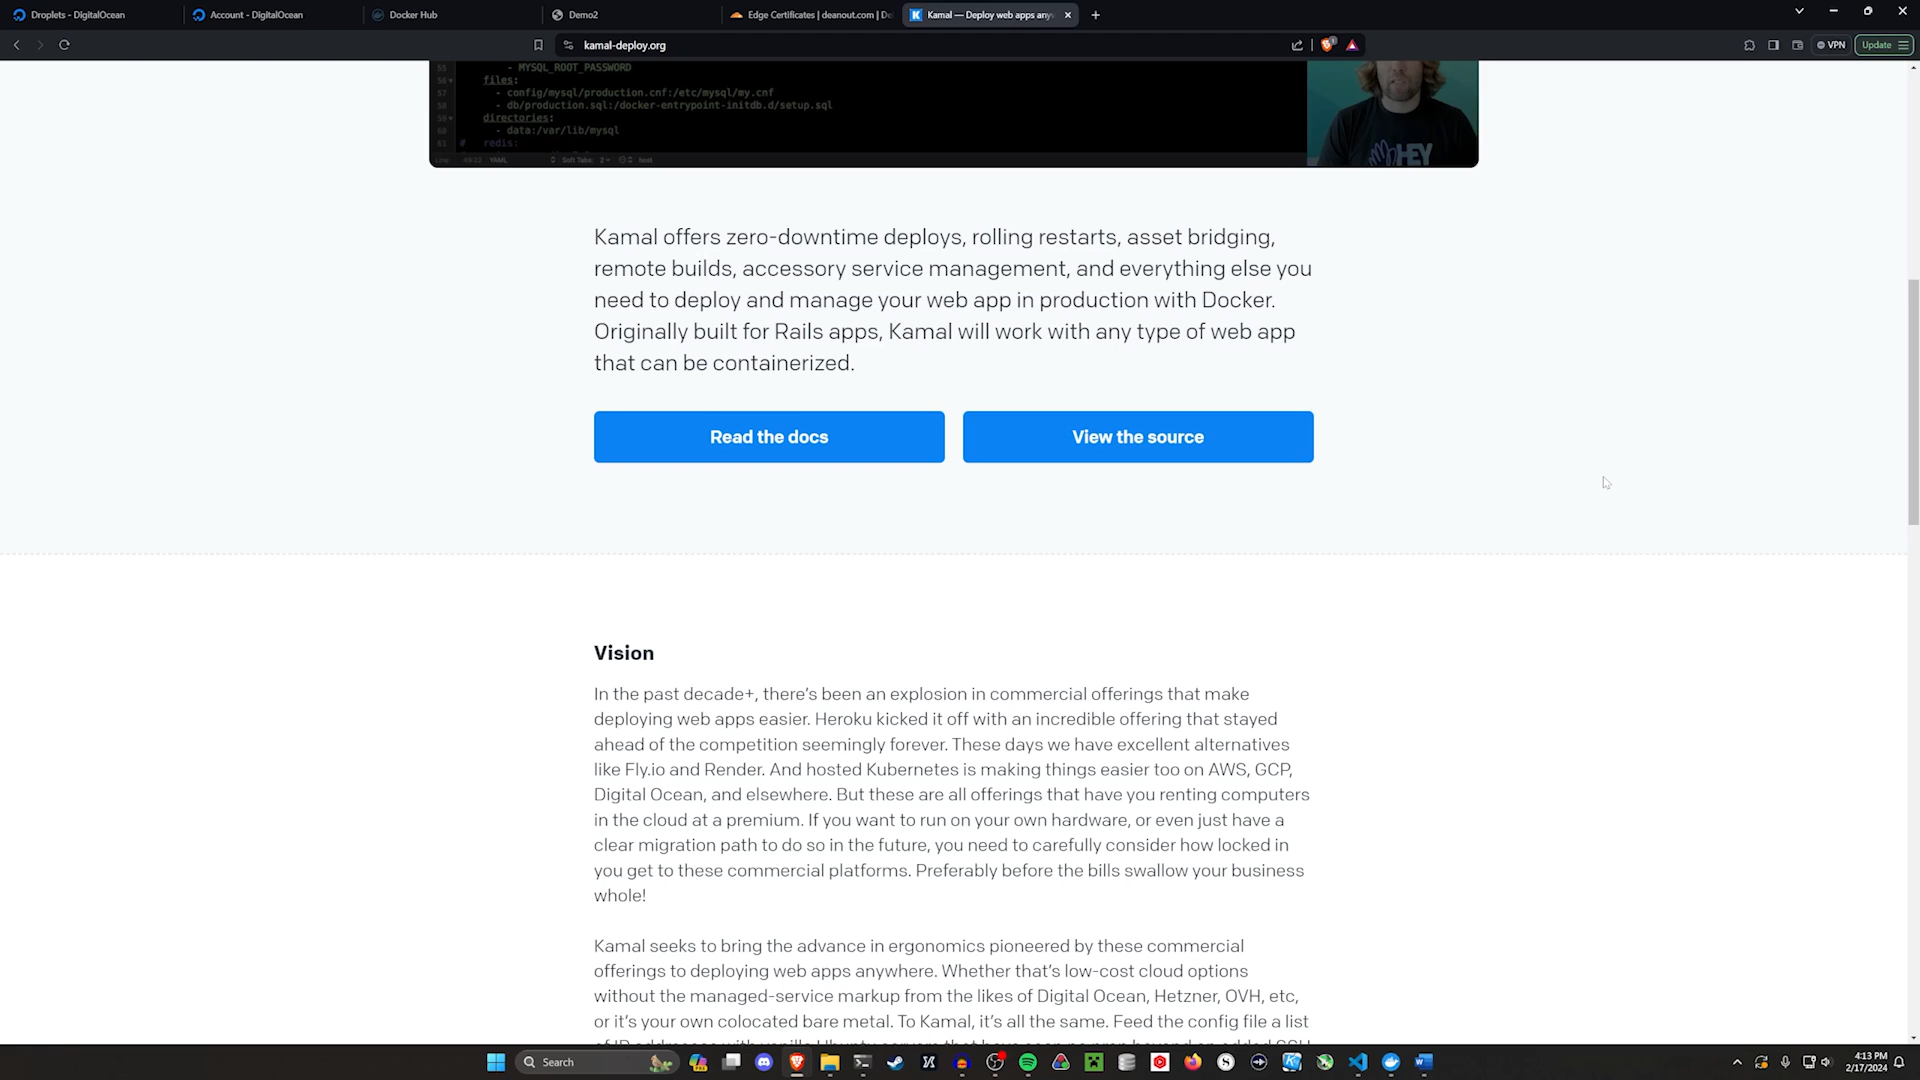 Droplets - DigitalOcean
Account - DigitalOcean
Docker Hub
Demo2
Edge Certificates | deanout.com | De
Kamal — Deploy web apps any
kamal-deploy.org
VPN
Update
55 - MYSQL_ROOT_PASSWORD
56 files:
57 - config/mysql/production.cnf:/etc/mysql/my.cnf
58 - db/production.sql:/docker-entrypoint-initdb.d/setup.sql
59 directories:
60 - data:/var/lib/mysql
61 # redis:
YAML
Soft Tabs: 2
host
HEY
Kamal offers zero-downtime deploys, rolling restarts, asset bridging,
remote builds, accessory service management, and everything else you
need to deploy and manage your web app in production with Docker.
Originally built for Rails apps, Kamal will work with any type of web app
that can be containerized.
Read the docs
View the source
Vision
In the past decade+, there’s been an explosion in commercial offerings that make
deploying web apps easier. Heroku kicked it off with an incredible offering that stayed
ahead of the competition seemingly forever. These days we have excellent alternatives
like Fly.io and Render. And hosted Kubernetes is making things easier too on AWS, GCP,
Digital Ocean, and elsewhere. But these are all offerings that have you renting computers
in the cloud at a premium. If you want to run on your own hardware, or even just have a
clear migration path to do so in the future, you need to carefully consider how locked in
you get to these commercial platforms. Preferably before the bills swallow your business
whole!
Kamal seeks to bring the advance in ergonomics pioneered by these commercial
offerings to deploying web apps anywhere. Whether that’s low-cost cloud options
without the managed-service markup from the likes of Digital Ocean, Hetzner, OVH, etc,
or it’s your own colocated bare metal. To Kamal, it’s all the same. Feed the config file a list
Search
4:13 PM
2/17/2024